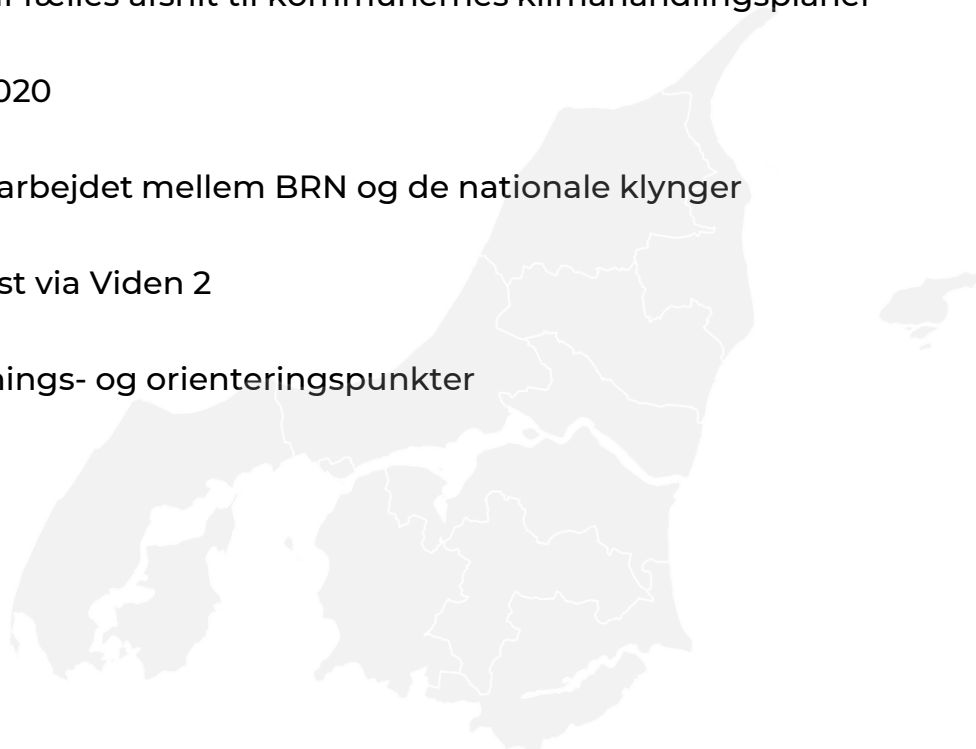 fælles afsnit til kommunernes klimahandlingsplaner
020
arbejdet mellem BRN og de nationale klynger
st via Viden 2
nings- og orienteringspunkter